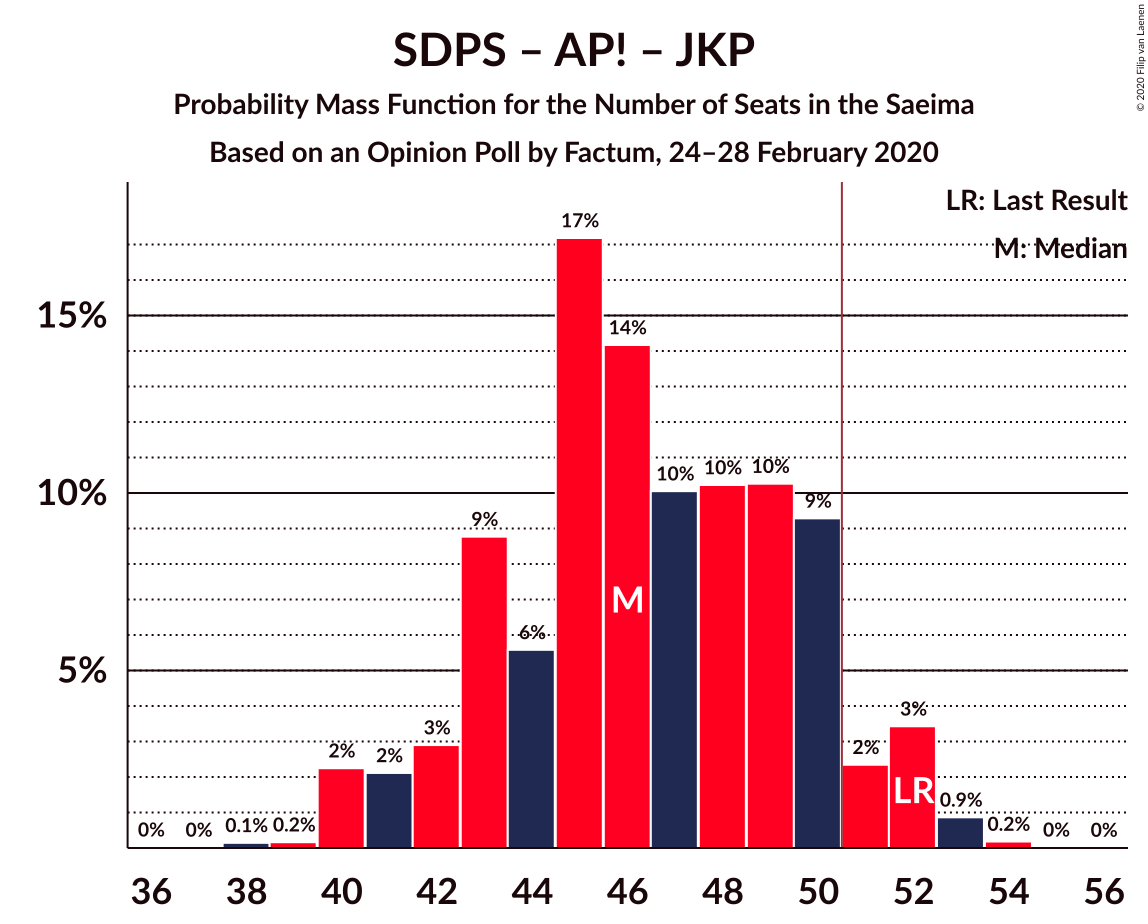 SDPS – AP! – JKP
Probability Mass Function for the Number of Seats in the Saeima
Based on an Opinion Poll by Factum, 24–28 February 2020
© 2020 Filip van Laenen
LR: Last Result
M: Median
15%
10%
5%
0% 0% 0.1% 0.2% 2% 2% 3% 9% 6% 17% 14% 10% 10% 10% 9% 2% 3% 0.9% 0.2% 0% 0%
M
LR
36 38 40 42 44 46 48 50 52 54 56